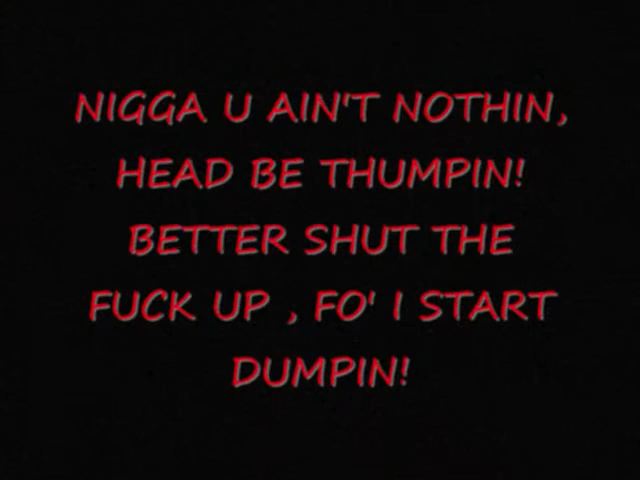 NIGGA U AIN'T NOTHIN,
HEAD BE THUMPIN!
BETTER SHUT THE
FUCK UP , FO' I START
DUMPIN!